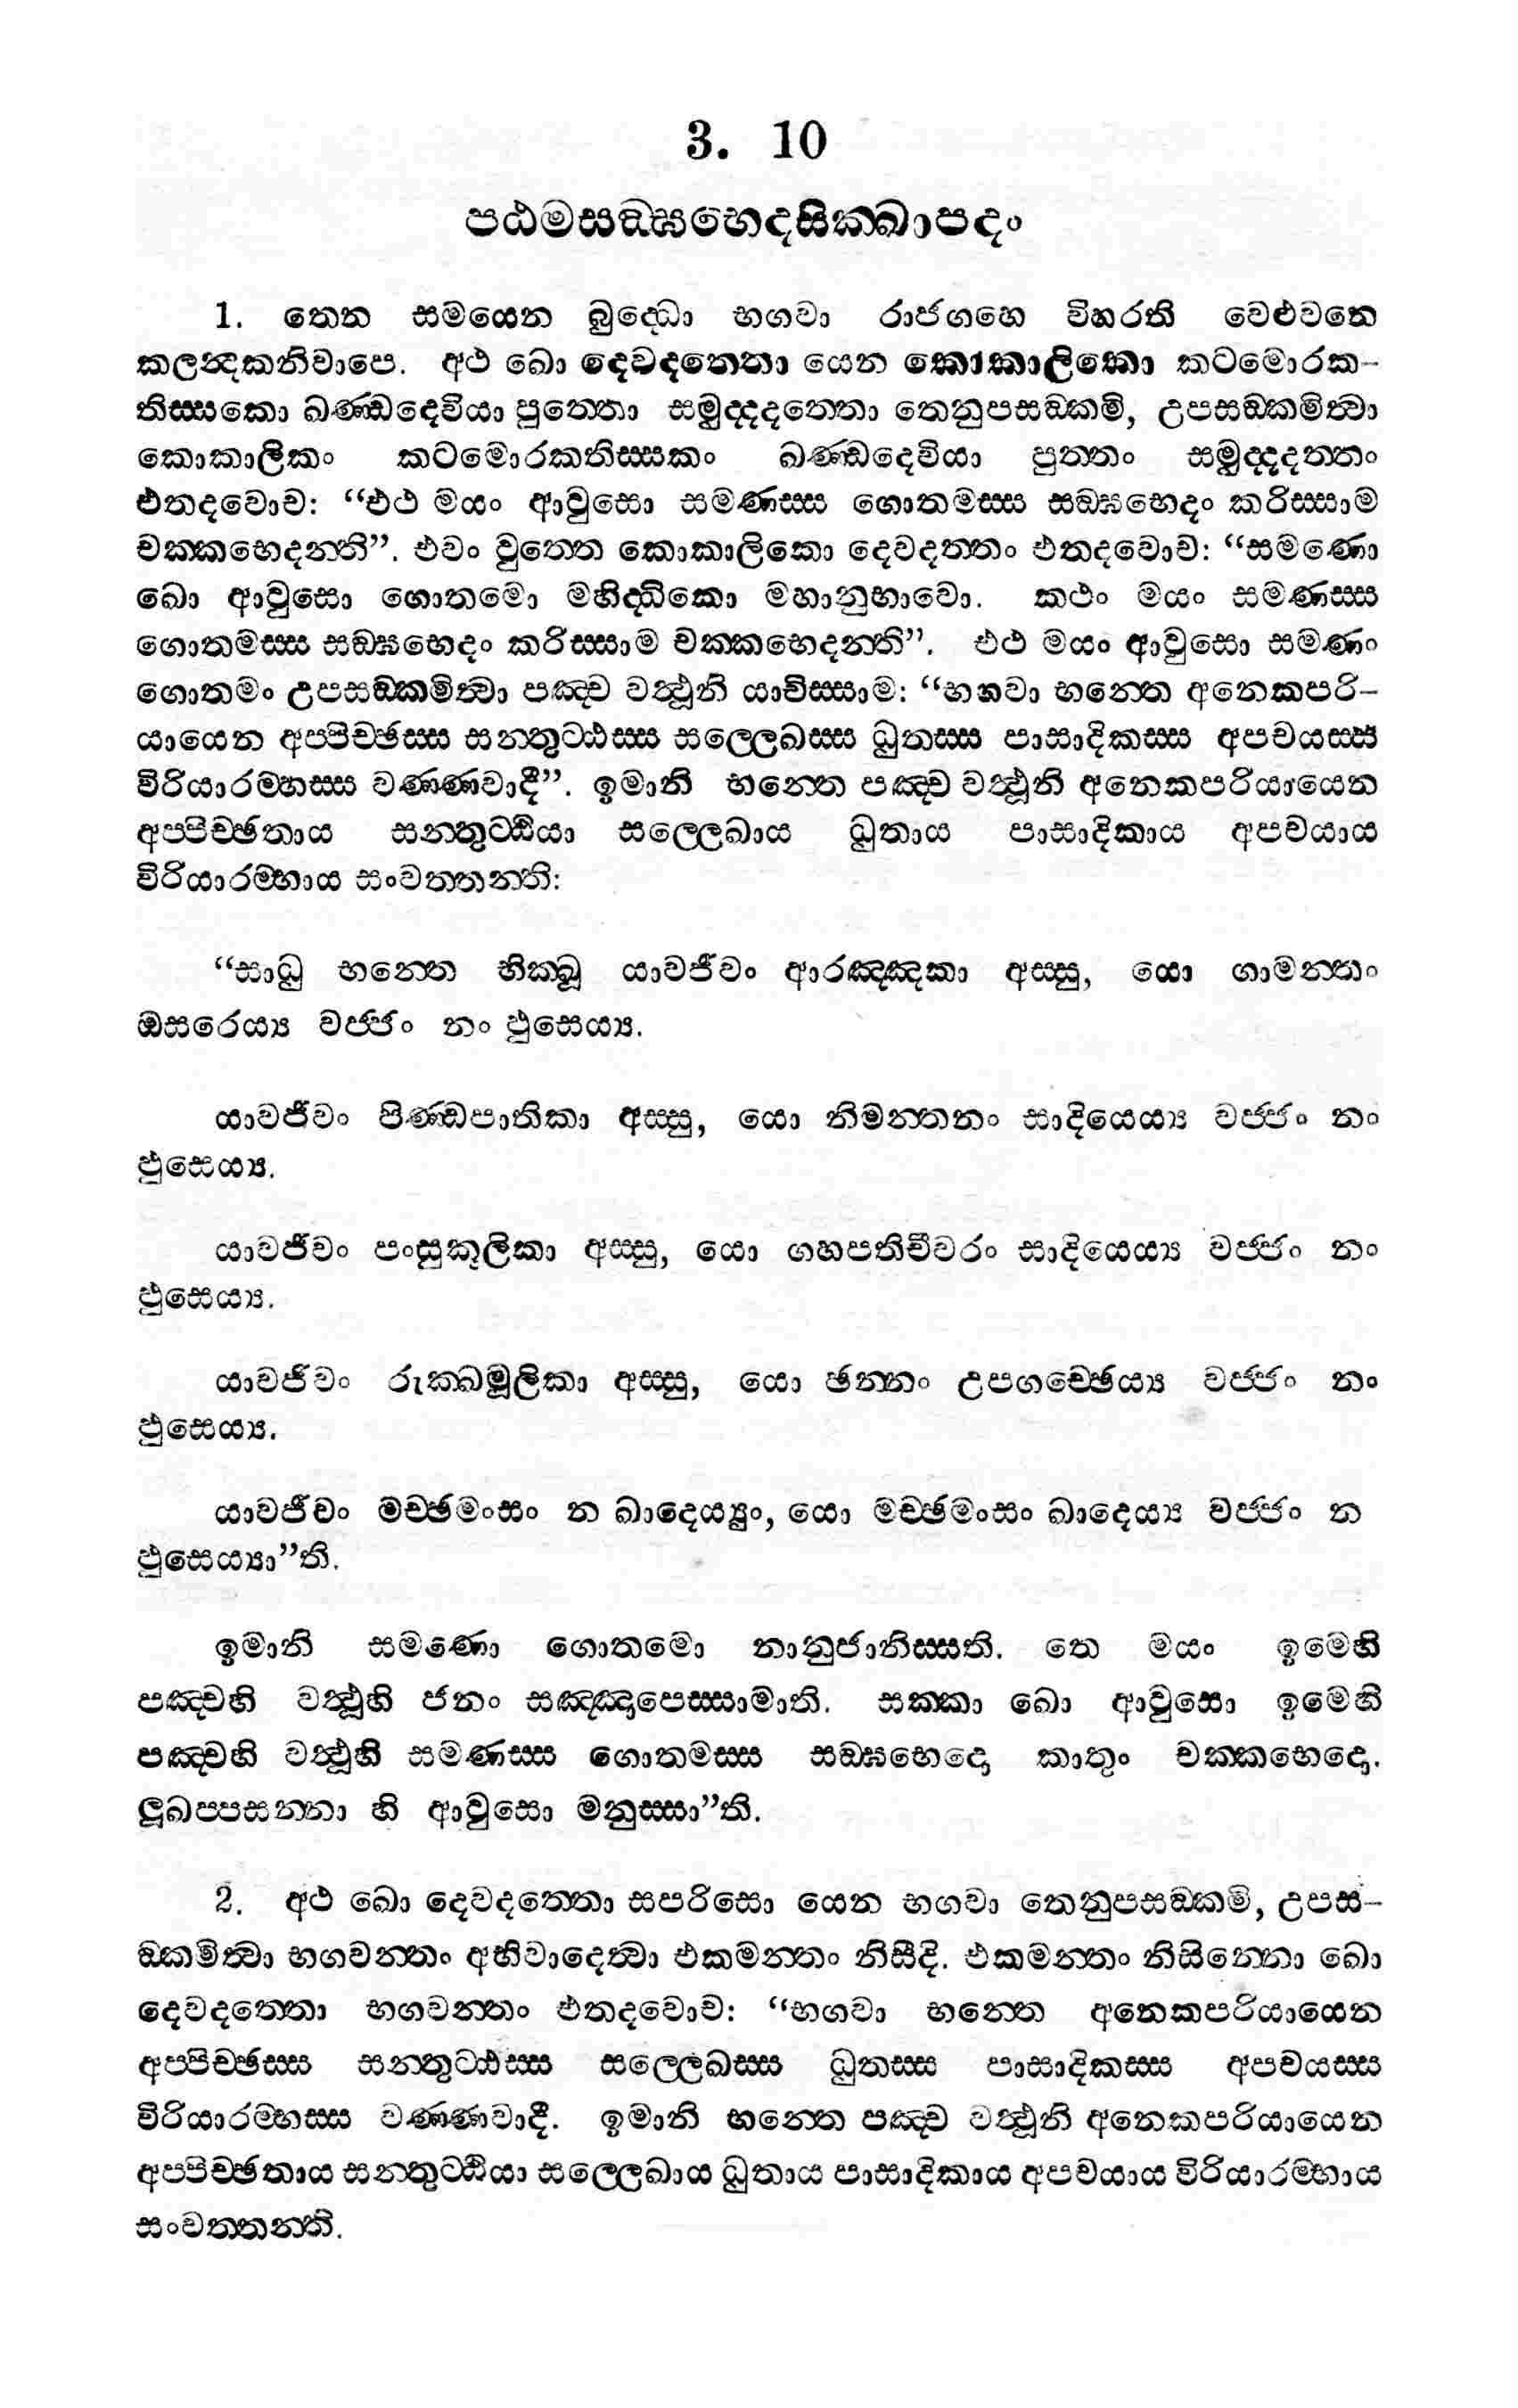 3. 10
පඨමසඞ්ඝභෙදසික්ඛාපදං
1. තෙන සමයෙන බුද්ධො භගවා රාජගහෙ විහරති වෙළුවනෙ
කලන්දකනිවාපෙ. අථ ඛො දෙවදත්තො යෙන කොකාලිකො කටමොරක-
තිස්සකො ඛණ්ඩදෙවියා පුත්තො සමුද්දදත්තො තෙනුපසඞ්කමි, උපසඞ්කමිත්වා
කොකාලිකං කටමොරකතිස්සකං ඛණ්ඩදෙවියා පුත්තං සමුද්දදත්තං
එතදවොච: “එථ මයං ආවුසො සමණස්ස ගොතමස්ස සඞ්ඝභෙදං කරිස්සාම
චක්කභෙදන්ති”. එවං වුත්තෙ කොකාලිකො දෙවදත්තං එතදවොච: “සමණො
ඛො ආවුසො ගොතමො මහිද්ධිකො මහානුභාවො. කථං මයං සමණස්ස
ගොතමස්ස සඞ්ඝභෙදං කරිස්සාම චක්කභෙදන්ති”. එථ මයං ආවුසො සමණං
ගොතමං උපසඞ්කමිත්වා පඤ්ච වත්ථූනි යාචිස්සාම: “භගවා භන්තෙ අනෙකපරි-
යායෙන අප්පිච්ඡස්ස සන්තුට්ඨස්ස සල්ලෙඛස්ස ධුතස්ස පාසාදිකස්ස අපචයස්ස
විරියාරම්භස්ස වණ්ණවාදී”. ඉමානි භන්තෙ පඤ්ච වත්ථූනි අනෙකපරියායෙන
අප්පිච්ඡතාය සන්තුට්ඨියා සල්ලෙඛාය ධුතාය පාසාදිකාය අපචයාය
විරියාරම්භාය සංවත්තන්ති:
“සාධු භන්තෙ භික්ඛූ යාවජීවං ආරඤ්ඤකා අස්සු, යො ගාමන්තං
ඔසරෙය්‍ය වජ්ජං නං ඵුසෙය්‍ය.
යාවජීවං පිණ්ඩපාතිකා අස්සු, යො නිමන්තනං සාදියෙය්‍ය වජ්ජං නං
ඵුසෙය්‍ය.
යාවජීවං පංසුකූලිකා අස්සු, යො ගහපතිචීවරං සාදියෙය්‍ය වජ්ජං නං
ඵුසෙය්‍ය.
යාවජීවං රුක්ඛමූලිකා අස්සු, යො ඡන්නං උපගච්ඡෙය්‍ය වජ්ජං නං
ඵුසෙය්‍ය.
යාවජීවං මච්ඡමංසං න ඛාදෙය්‍යුං, යො මච්ඡමංසං ඛාදෙය්‍ය වජ්ජං න
ඵුසෙය්‍යා”ති.
ඉමානි සමණො ගොතමො නානුජානිස්සති. තෙ මයං ඉමෙහි
පඤ්චහි වත්ථූහි ජනං සඤ්ඤාපෙස්සාමාති. සක්කා ඛො ආවුසො ඉමෙහි
පඤ්චහි වත්ථූහි සමණස්ස ගොතමස්ස සඞ්ඝභෙදො කාතුං චක්කභෙදො.
ලූඛප්පසන්නා හි ආවුසො මනුස්සා”ති.
2. අථ ඛො දෙවදත්තො සපරිසො යෙන භගවා තෙනුපසඞ්කමි, උපස-
ඞ්කමිත්වා භගවන්තං අභිවාදෙත්වා එකමන්තං නිසීදි. එකමන්තං නිසින්නො ඛො
දෙවදත්තො භගවන්තං එතදවොච: “භගවා භන්තෙ අනෙකපරියායෙන
අප්පිච්ඡස්ස සන්තුට්ඨස්ස සල්ලෙඛස්ස ධුතස්ස පාසාදිකස්ස අපචයස්ස
විරියාරම්භස්ස වණ්ණවාදී. ඉමානි භන්තෙ පඤ්ච වත්ථූනි අනෙකපරියායෙන
අප්පිච්ඡතාය සන්තුට්ඨියා සල්ලෙඛාය ධුතාය පාසාදිකාය අපචයාය විරියාරම්භාය
සංවත්තන්ති.